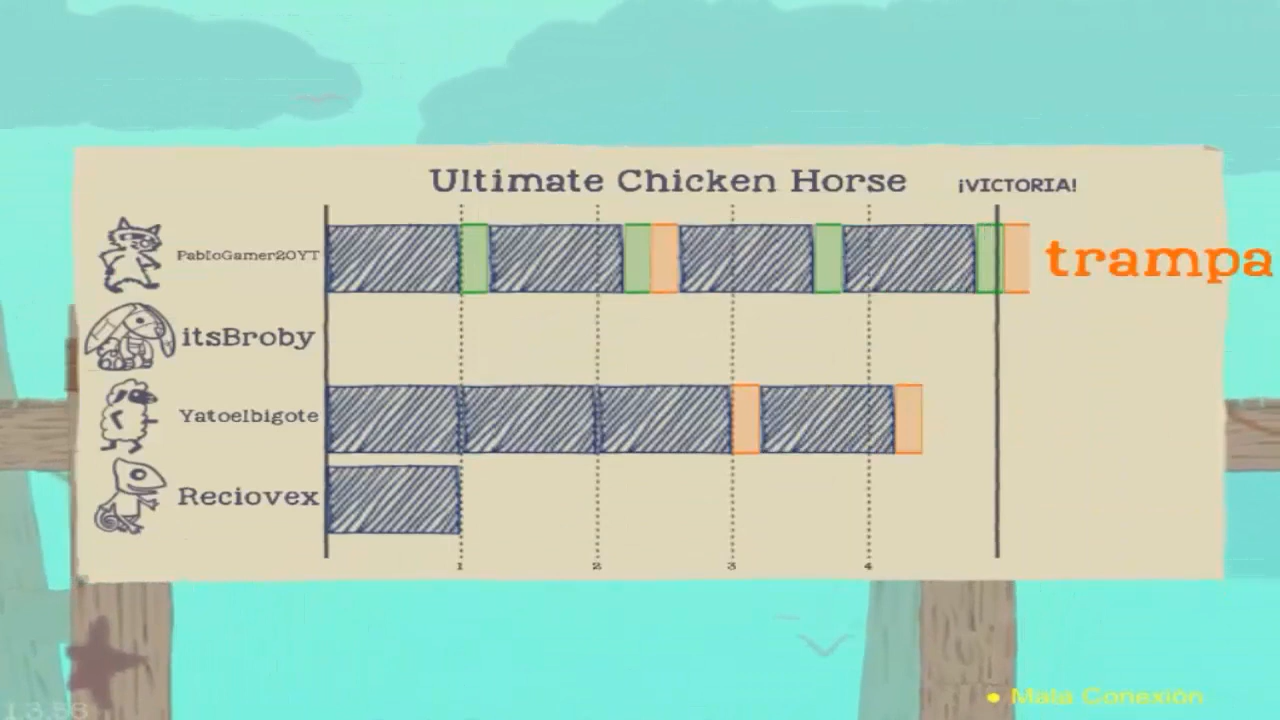 Ultimate Chicken Horse
¡VICTORIA!
PabloGamer20YT
trampa
itsBroby
Yatoelbigote
Reciovex
1 2 3 4
Mala Conexión